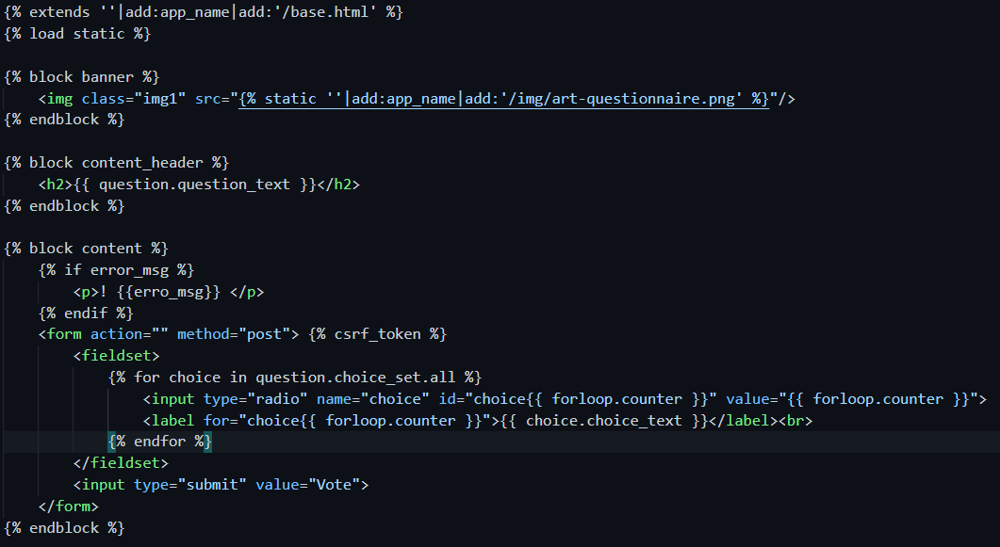 {% extends ''|add:app_name|add:'/base.html' %}
{% load static %}
{% block banner %}
<img class="img1" src="{% static ''|add:app_name|add:'/img/art-questionnaire.png' %}"/>
{% endblock %}
{% block content_header %}
<h2>{{ question.question_text }}</h2>
{% endblock %}
{% block content %}
{% if error_msg %}
<p>! {{erro_msg}} </p>
{% endif %}
<form action="" method="post"> {% csrf_token %}
<fieldset>
{% for choice in question.choice_set.all %}
<input type="radio" name="choice" id="choice{{ forloop.counter }}" value="{{ forloop.counter }}">
<label for="choice{{ forloop.counter }}">{{ choice.choice_text }}</label><br>
{% endfor %}
</fieldset>
<input type="submit" value="Vote">
</form>
{% endblock %}